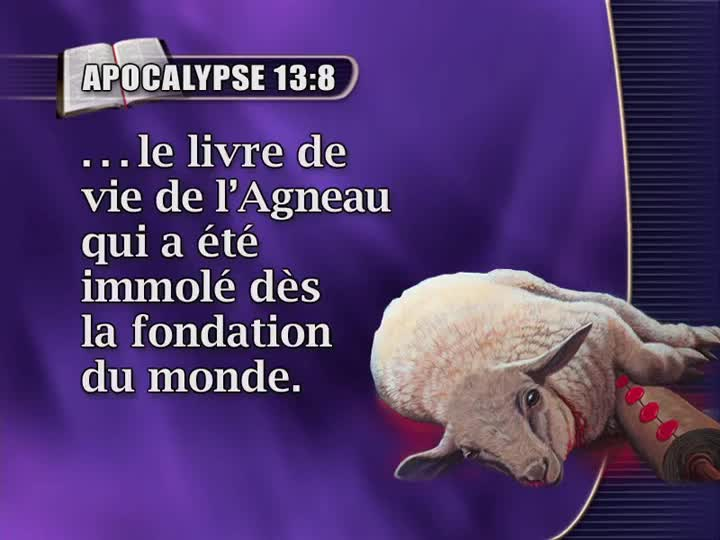 APOCALYPSE 13:8
...le livre de
vie de l’Agneau
qui a été
immolé dès
la fondation
du monde.